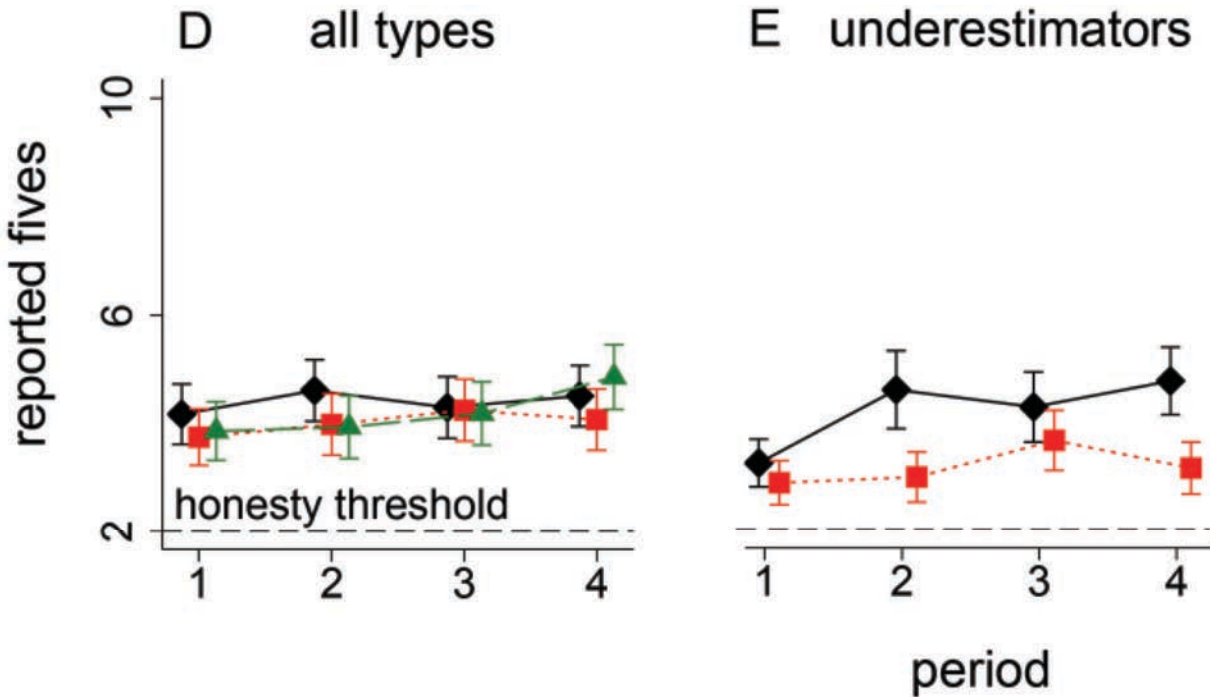 D all types
E underestimators
reported fives
10
6
2
honesty threshold
1 2 3 4
1 2 3 4
period